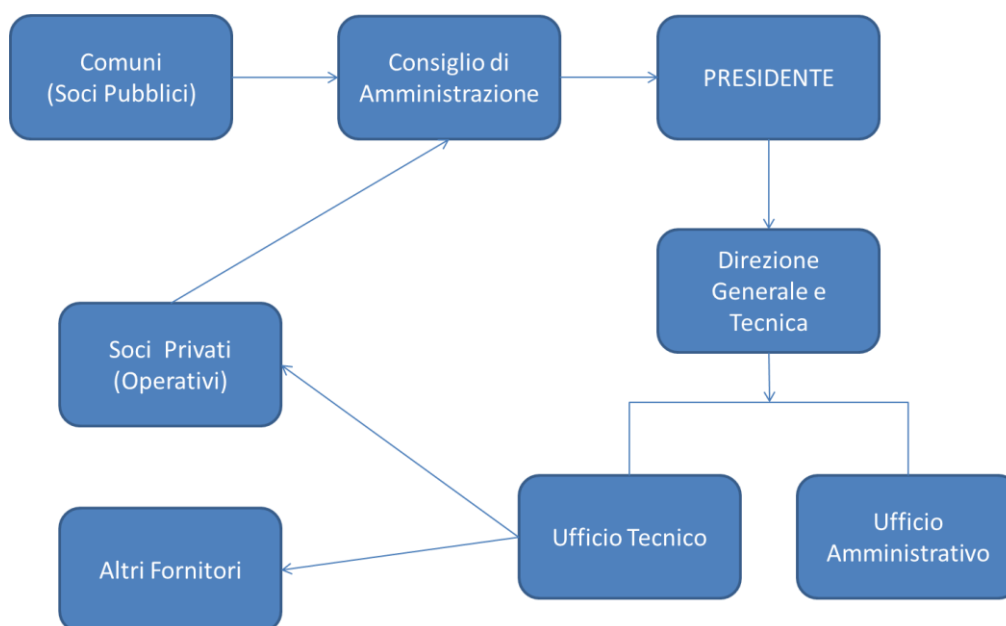 Comuni
(Soci Pubblici)
Consiglio di
Amministrazione
PRESIDENTE
Direzione
Generale e
Tecnica
Soci Privati
(Operativi)
Ufficio Tecnico
Ufficio
Amministrativo
Altri Fornitori